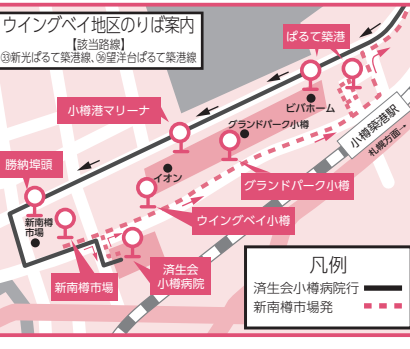 ウイングベイ地区のりば案内
【該当路線】
㉝新光ぱるて築港線、㊱望洋台ぱるて築港線
ぱるて築港
ビバホーム
小樽港マリーナ
グランドパーク小樽
小樽築港駅
札幌方面→
勝納埠頭
イオン
グランドパーク小樽
新南樽
市場
ウイングベイ小樽
新南樽市場
済生会
小樽病院
凡例
済生会小樽病院行
新南樽市場発